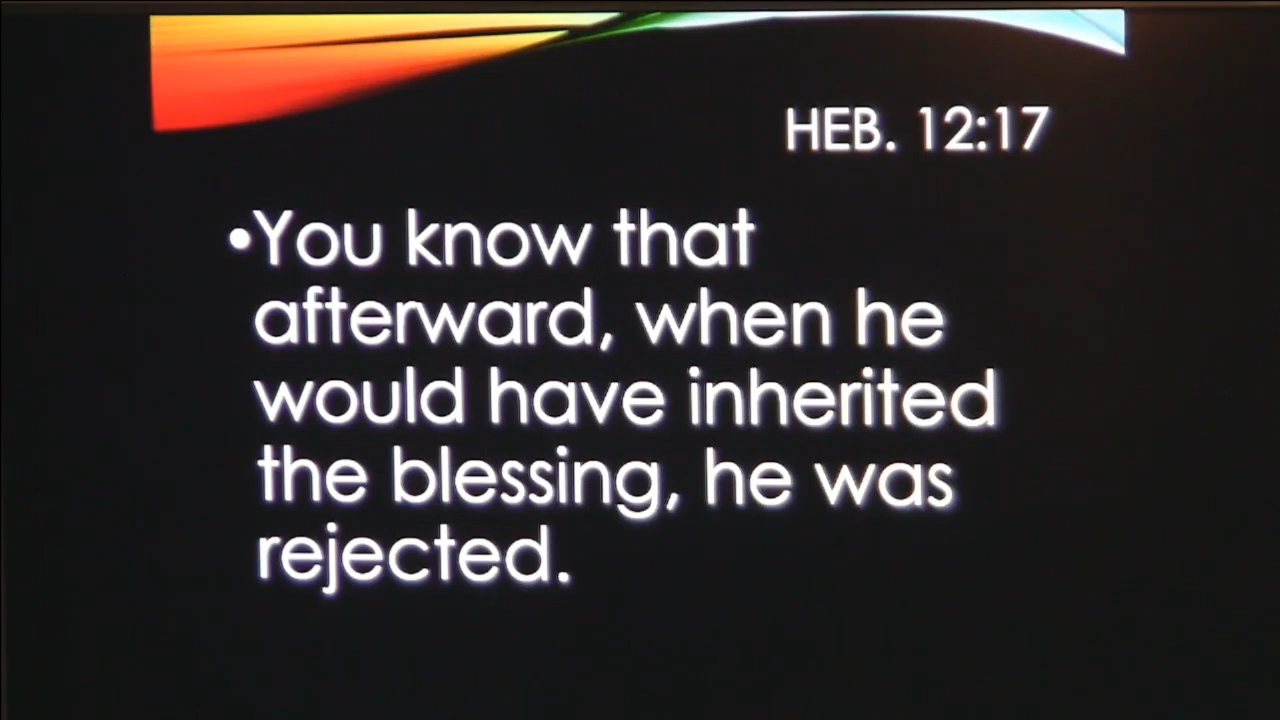 HEB. 12:17
•You know that
afterward, when he
would have inherited
the blessing, he was
rejected.